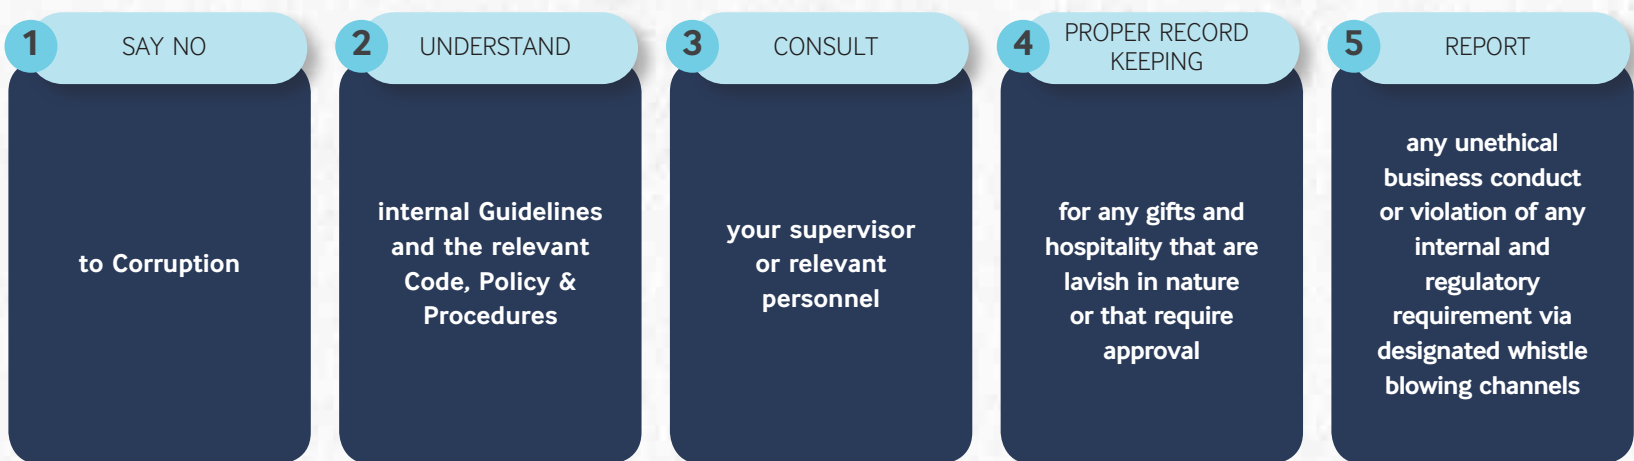 1
SAY NO
to Corruption
2
UNDERSTAND
internal Guidelines
and the relevant
Code, Policy &
Procedures
3
CONSULT
your supervisor
or relevant
personnel
4
PROPER RECORD
KEEPING
for any gifts and
hospitality that are
lavish in nature
or that require
approval
5
REPORT
any unethical
business conduct
or violation of any
internal and
regulatory
requirement via
designated whistle
blowing channels